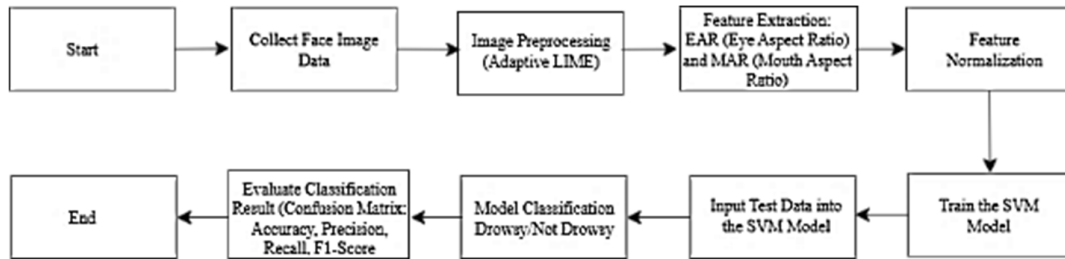 Start
Collect Face Image
Data
Image Preprocessing
(Adaptive LIME)
Feature Extraction:
EAR (Eye Aspect Ratio)
and MAR (Mouth Aspect
Ratio)
Feature
Normalization
Train the SVM
Model
Input Test Data into
the SVM Model
Model Classification
Drowsy/Not Drowsy
Evaluate Classification
Result (Confusion Matrix:
Accuracy, Precision,
Recall, F1-Score
End